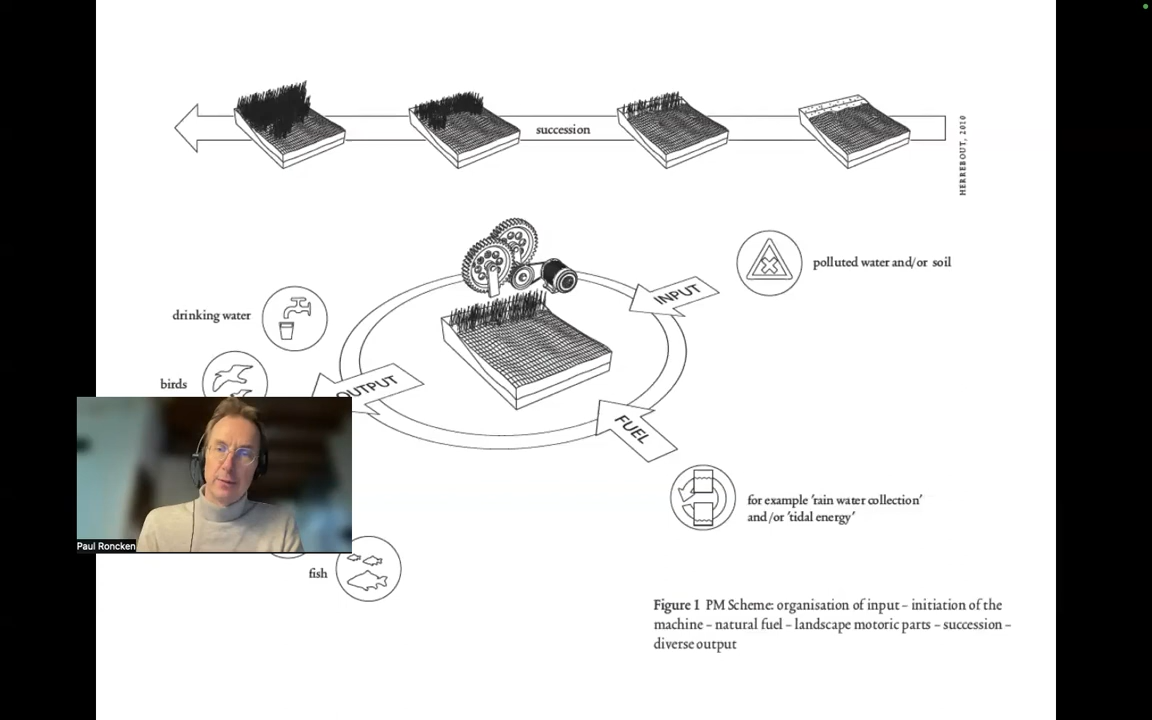 succession
HERREBOUT, 2010
polluted water and/or soil
INPUT
drinking water
birds
OUTPUT
FUEL
for example 'rain water collection'
and/or 'tidal energy'
Paul Roncken
fish
Figure 1 PM Scheme: organisation of input – initiation of the
machine – natural fuel – landscape motoric parts – succession –
diverse output